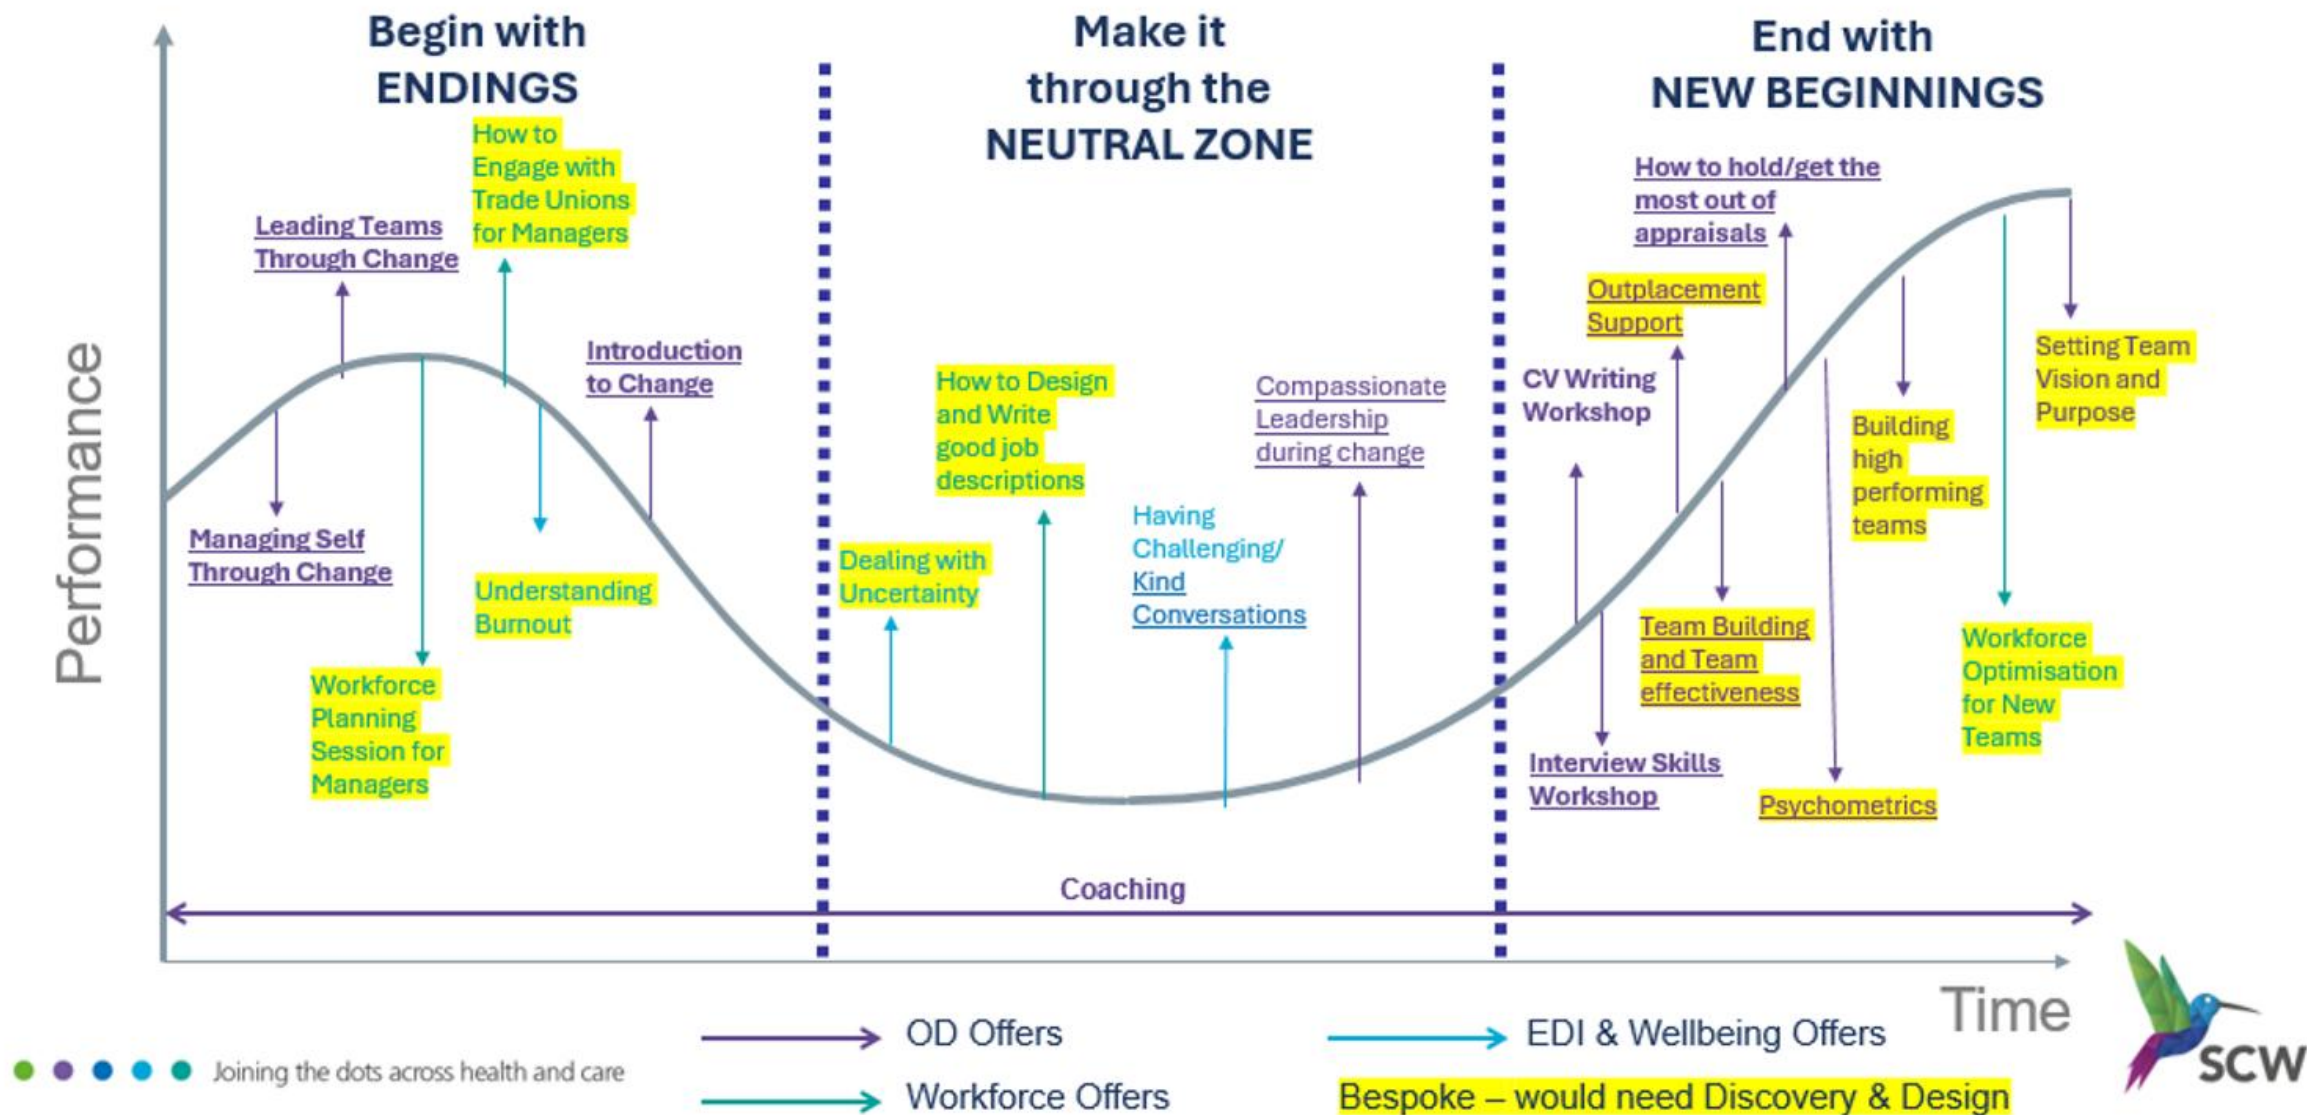 Begin with
ENDINGS
Make it
through the
NEUTRAL ZONE
End with
NEW BEGINNINGS
Performance
How to
Engage with
Trade Unions
for Managers
Leading Teams
Through Change
Introduction
to Change
Managing Self
Through Change
Understanding
Burnout
Workforce
Planning
Session for
Managers
How to Design
and Write
good job
descriptions
Dealing with
Uncertainty
Having
Challenging/
Kind
Conversations
Compassionate
Leadership
during change
How to hold/get the
most out of
appraisals
Outplacement
Support
CV Writing
Workshop
Setting Team
Vision and
Purpose
Building
high
performing
teams
Team Building
and Team
effectiveness
Workforce
Optimisation
for New
Teams
Interview Skills
Workshop
Psychometrics
Coaching
Time
OD Offers
EDI & Wellbeing Offers
Joining the dots across health and care
Workforce Offers
Bespoke – would need Discovery & Design
SCW